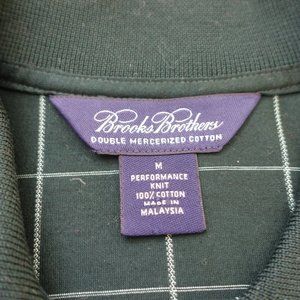 Brooks Brothers
DOUBLE MERCERIZED COTTON
M
PERFORMANCE
KNIT
100% COTTON
MADE IN
MALAYSIA